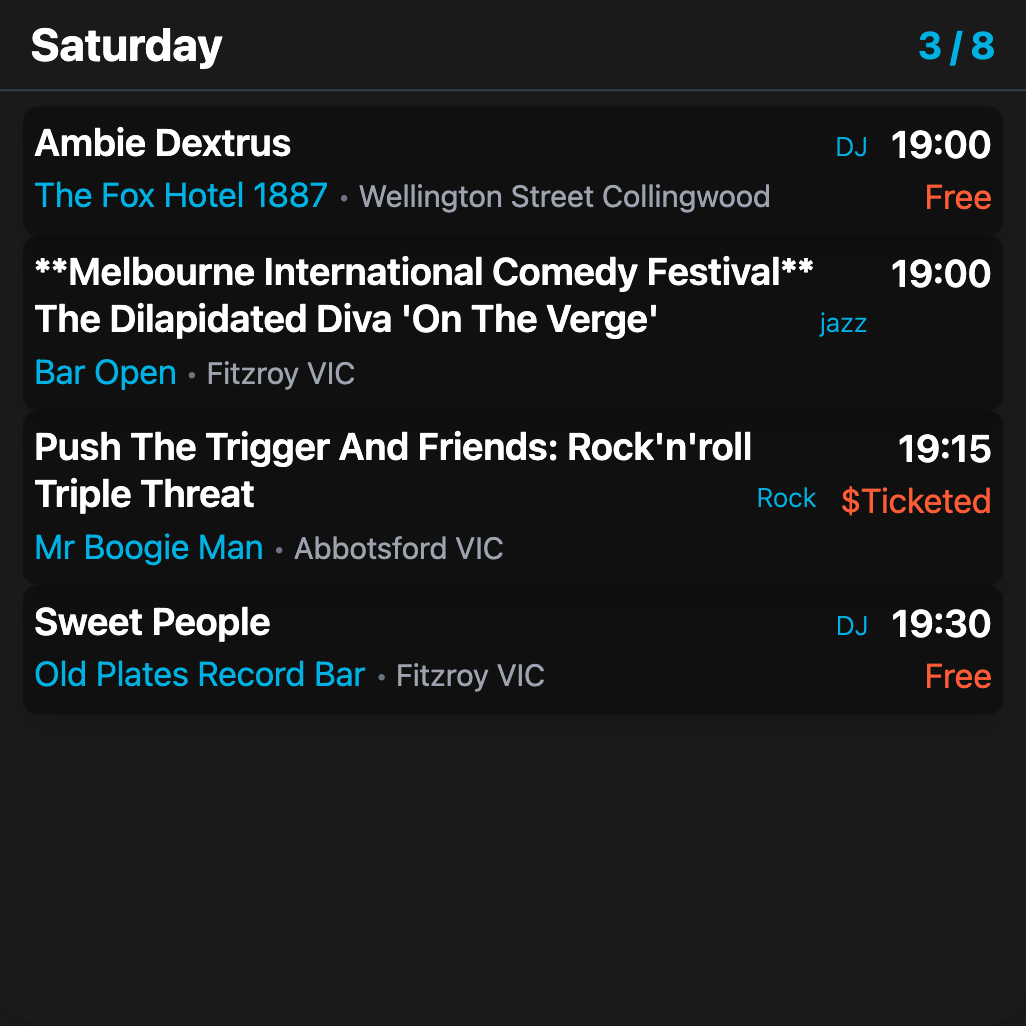 Saturday 3 / 8
Ambie Dextrus DJ 19:00
The Fox Hotel 1887 • Wellington Street Collingwood Free
**Melbourne International Comedy Festival** 19:00
The Dilapidated Diva 'On The Verge' jazz
Bar Open • Fitzroy VIC
Push The Trigger And Friends: Rock'n'roll 19:15
Triple Threat Rock $Ticketed
Mr Boogie Man • Abbotsford VIC
Sweet People DJ 19:30
Old Plates Record Bar • Fitzroy VIC Free